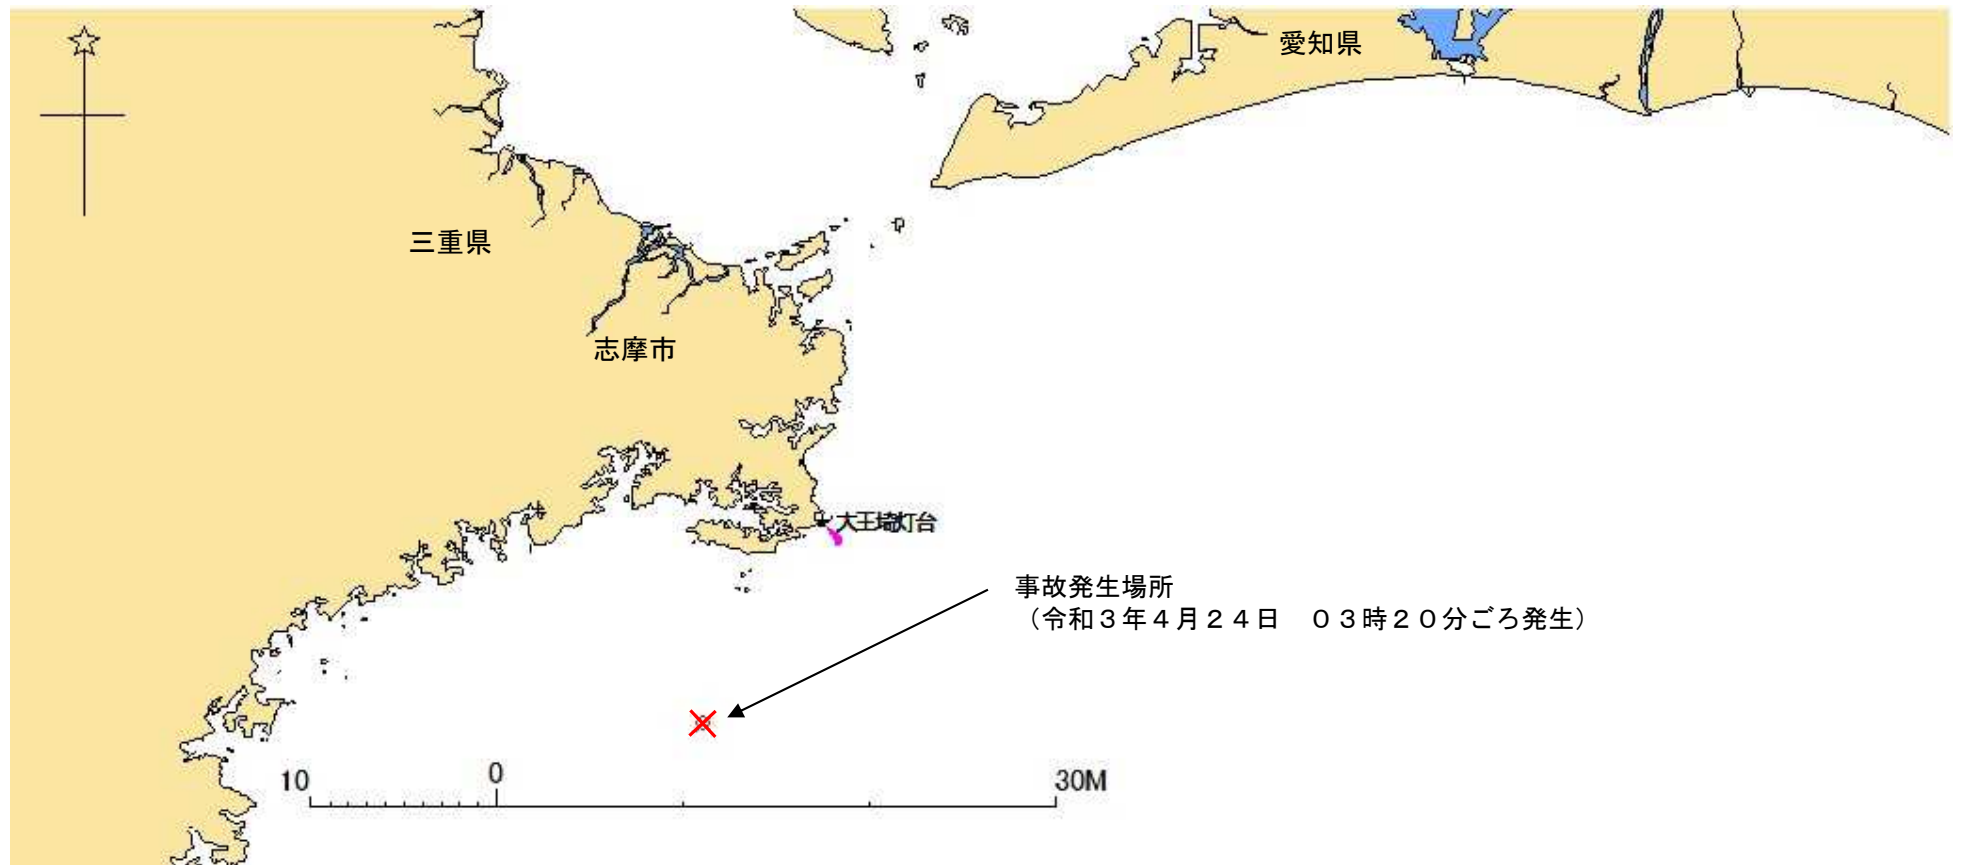 愛知県
三重県
志摩市
大王埼灯台
事故発生場所
（令和３年４月２４日　０３時２０分ごろ発生）
10 0 30M